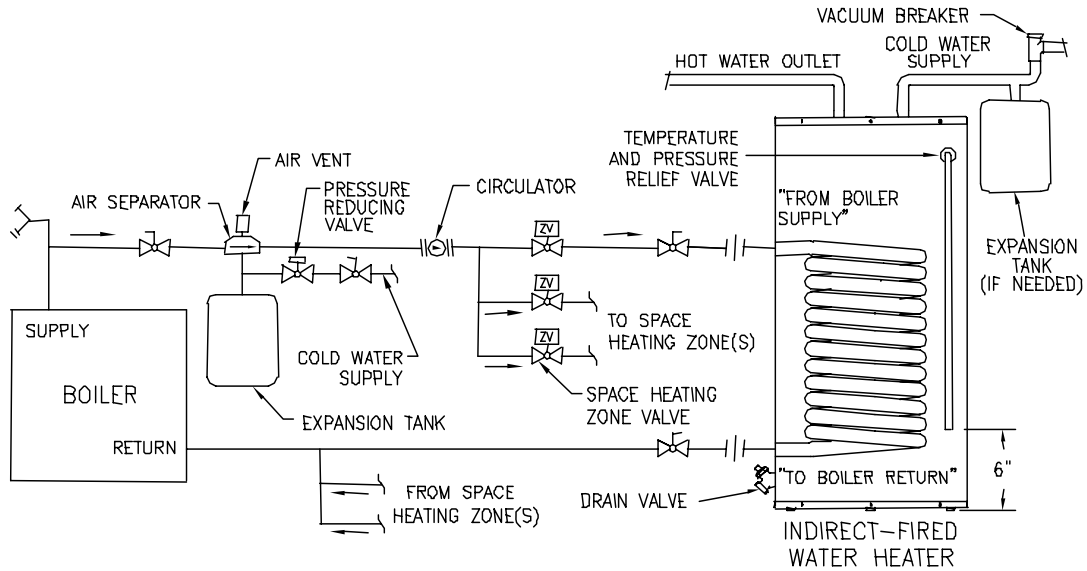 VACUUM BREAKER
COLD WATER
SUPPLY
HOT WATER OUTLET
TEMPERATURE
AND PRESSURE
RELIEF VALVE
AIR VENT
PRESSURE
REDUCING
VALVE
CIRCULATOR
AIR SEPARATOR
"FROM BOILER
SUPPLY"
ZV
EXPANSION
TANK
(IF NEEDED)
ZV
TO SPACE
HEATING ZONE(S)
ZV
SUPPLY
BOILER
RETURN
COLD WATER
SUPPLY
EXPANSION TANK
SPACE HEATING
ZONE VALVE
6"
"TO BOILER RETURN"
DRAIN VALVE
FROM SPACE
HEATING ZONE(S)
INDIRECT-FIRED
WATER HEATER